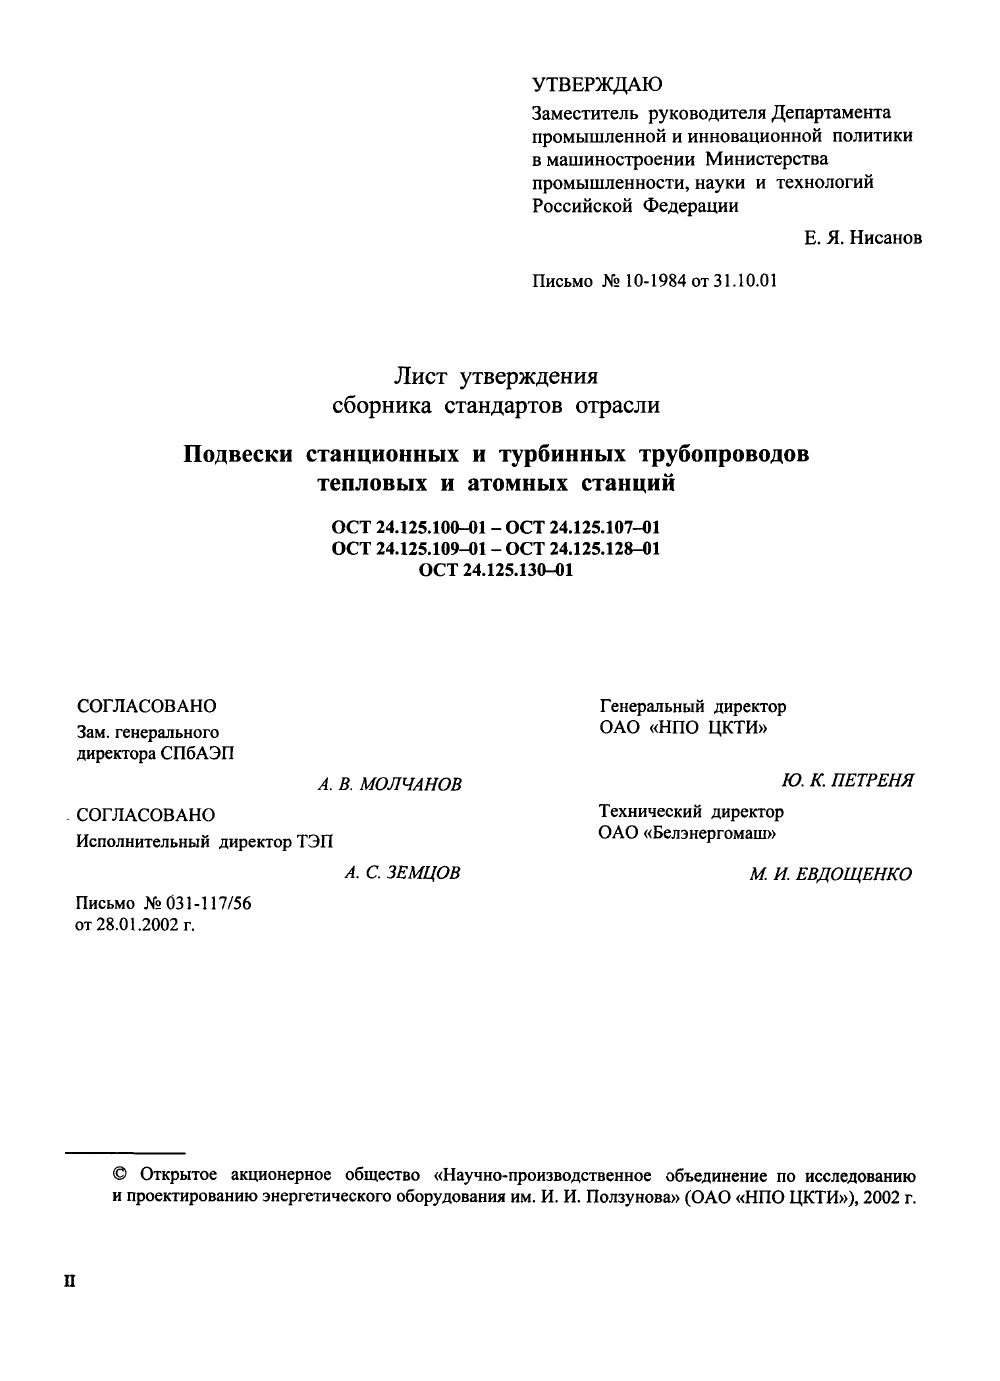 УТВЕРЖДАЮ
Заместитель руководителя Департамента
промышленной и инновационной политики
в машиностроении Министерства
промышленности, науки и технологий
Российской Федерации
Е. Я. Нисанов
Письмо № 10-1984 от 31.10.01
Лист утверждения
сборника стандартов отрасли
Подвески станционных и турбинных трубопроводов
тепловых и атомных станций
ОСТ 24.125.100–01 – ОСТ 24.125.107–01
ОСТ 24.125.109–01 – ОСТ 24.125.128–01
ОСТ 24.125.130–01
СОГЛАСОВАНО
Зам. генерального
директора СПбАЭП
А. В. МОЛЧАНОВ
СОГЛАСОВАНО
Исполнительный директор ТЭП
А. С. ЗЕМЦОВ
Письмо № 031-117/56
от 28.01.2002 г.
Генеральный директор
ОАО «НПО ЦКТИ»
Ю. К. ПЕТРЕНЯ
Технический директор
ОАО «Белэнергомаш»
М. И. ЕВДОЩЕНКО
© Открытое акционерное общество «Научно-производственное объединение по исследованию
и проектированию энергетического оборудования им. И. И. Ползунова» (ОАО «НПО ЦКТИ»), 2002 г.
II